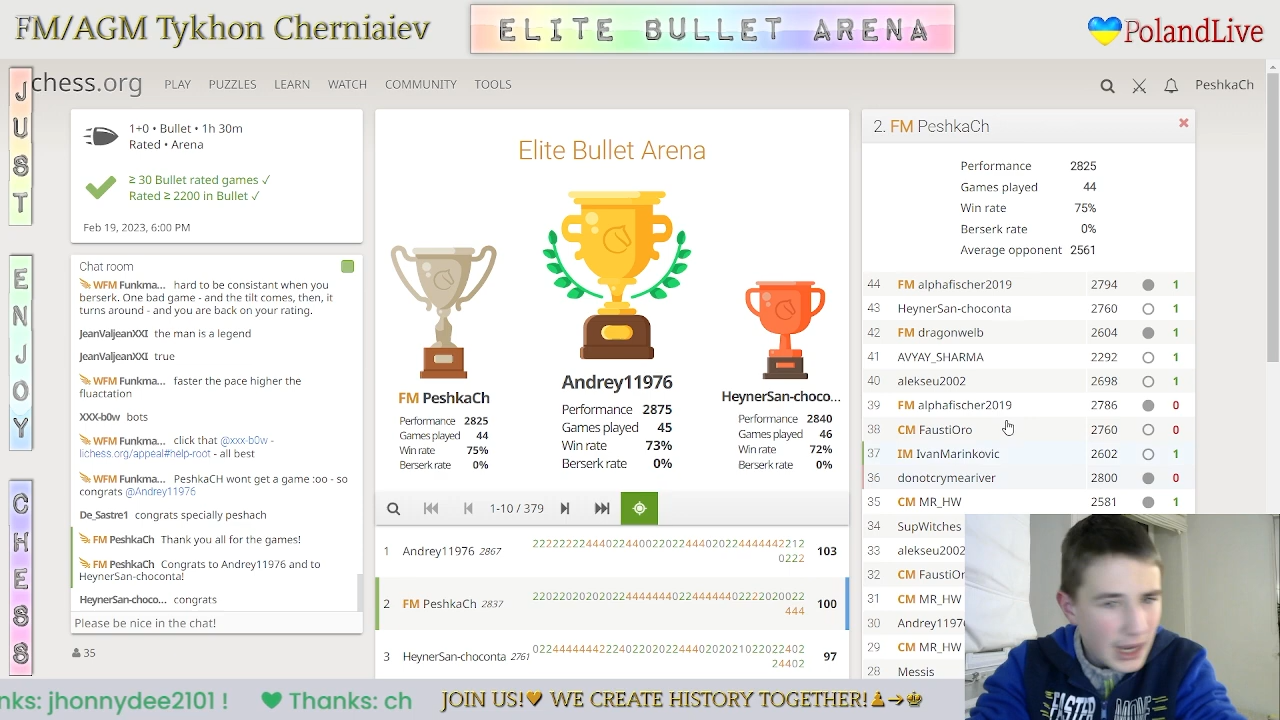 FM/AGM Tykhon Cherniaiev
ELITE BULLET ARENA
PolandLive
JUST
ENJOY
CHESS
chess.org
PLAY PUZZLES LEARN WATCH COMMUNITY TOOLS
PeshkaCh
1+0 • Bullet • 1h 30m
Rated • Arena
≥ 30 Bullet rated games ✓
Rated ≥ 2200 in Bullet ✓
Feb 19, 2023, 6:00 PM
Chat room
WFM Funkma... hard to be consistant when you
berserk. One bad game - and the tilt comes, then, it
turns around - and you are back on your rating.
JeanValjeanXXI the man is a legend
JeanValjeanXXI true
WFM Funkma... faster the pace higher the
fluactation
XXX-b0w bots
WFM Funkma... click that @xxx-b0w -
lichess.org/appeal#help-root - all best
WFM Funkma... PeshkaCH wont get a game :oo - so
congrats @Andrey11976
De_Sastre1 congrats specially peshach
FM PeshkaCh Thank you all for the games!
FM PeshkaCh Congrats to Andrey11976 and to
HeynerSan-choconta!
HeynerSan-choco... congrats
Please be nice in the chat!
35
Elite Bullet Arena
FM PeshkaCh
Performance 2825
Games played 44
Win rate 75%
Berserk rate 0%
Andrey11976
Performance 2875
Games played 45
Win rate 73%
Berserk rate 0%
HeynerSan-choco...
Performance 2840
Games played 46
Win rate 72%
Berserk rate 0%
1-10 / 379
1 Andrey11976 2867 103
2 FM PeshkaCh 2837 100
3 HeynerSan-choconta 2761 97
2. FM PeshkaCh
Performance 2825
Games played 44
Win rate 75%
Berserk rate 0%
Average opponent 2561
44 FM alphafischer2019 2794 1
43 HeynerSan-choconta 2760 1
42 FM dragonwelb 2604 1
41 AVYAY_SHARMA 2292 1
40 alekseu2002 2698 1
39 FM alphafischer2019 2786 0
38 CM FaustiOro 2760 0
37 IM IvanMarinkovic 2602 1
36 donotcrymeariver 2800 0
35 CM MR_HW 2581 1
34 SupWitches
33 alekseu2002
32 CM FaustiOr
31 CM MR_HW
30 Andrey1197
29 CM MR_HW
28 Messis
FASTER
MOVE
nks: jhonnydee2101 ! Thanks: ch
JOIN US! WE CREATE HISTORY TOGETHER!